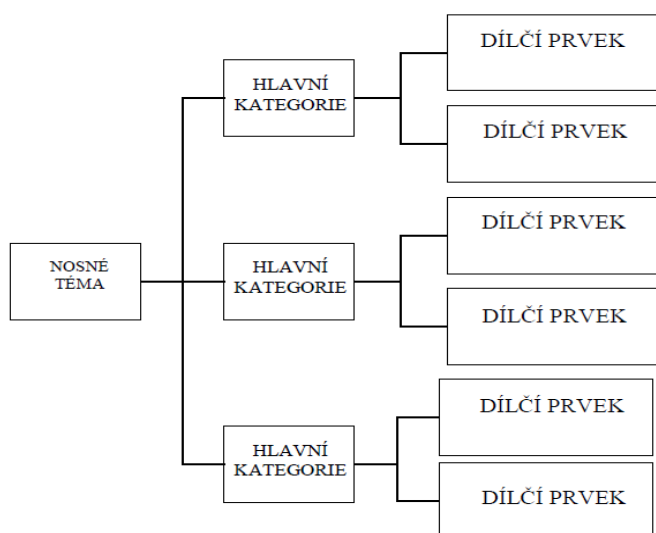 DÍLČÍ PRVEK
HLAVNÍ
KATEGORIE
DÍLČÍ PRVEK
DÍLČÍ PRVEK
NOSNÉ
TÉMA
HLAVNÍ
KATEGORIE
DÍLČÍ PRVEK
DÍLČÍ PRVEK
HLAVNÍ
KATEGORIE
DÍLČÍ PRVEK